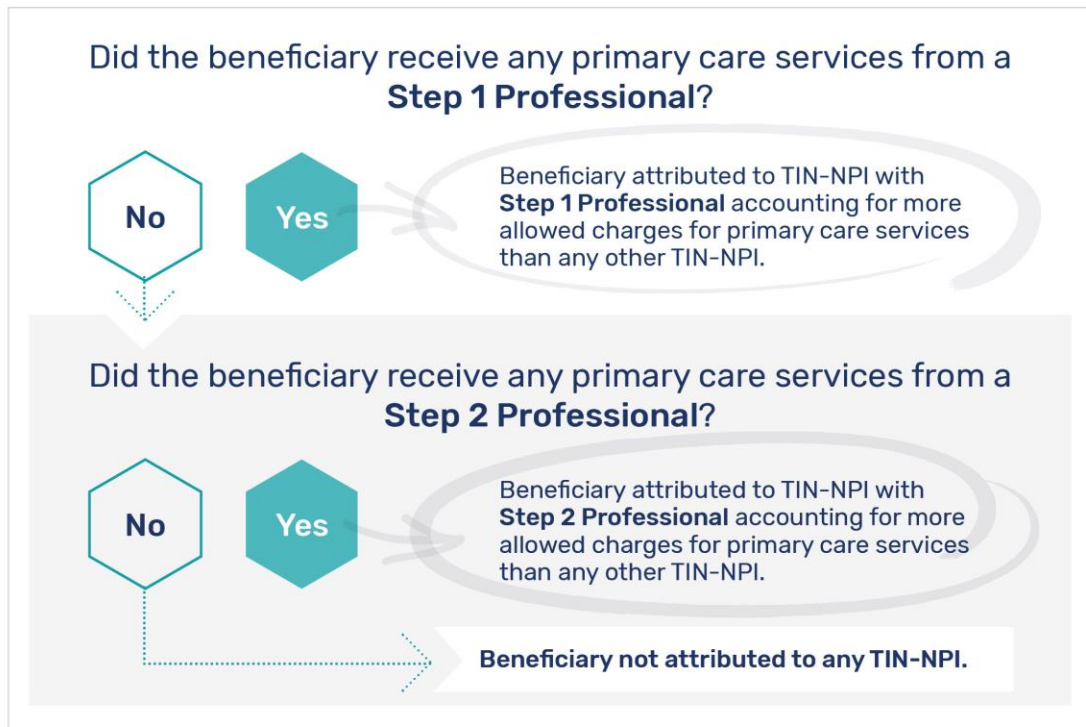 Did the beneficiary receive any primary care services from a
Step 1 Professional?
No
Yes
Beneficiary attributed to TIN-NPI with
Step 1 Professional accounting for more
allowed charges for primary care services
than any other TIN-NPI.
Did the beneficiary receive any primary care services from a
Step 2 Professional?
No
Yes
Beneficiary attributed to TIN-NPI with
Step 2 Professional accounting for more
allowed charges for primary care services
than any other TIN-NPI.
Beneficiary not attributed to any TIN-NPI.